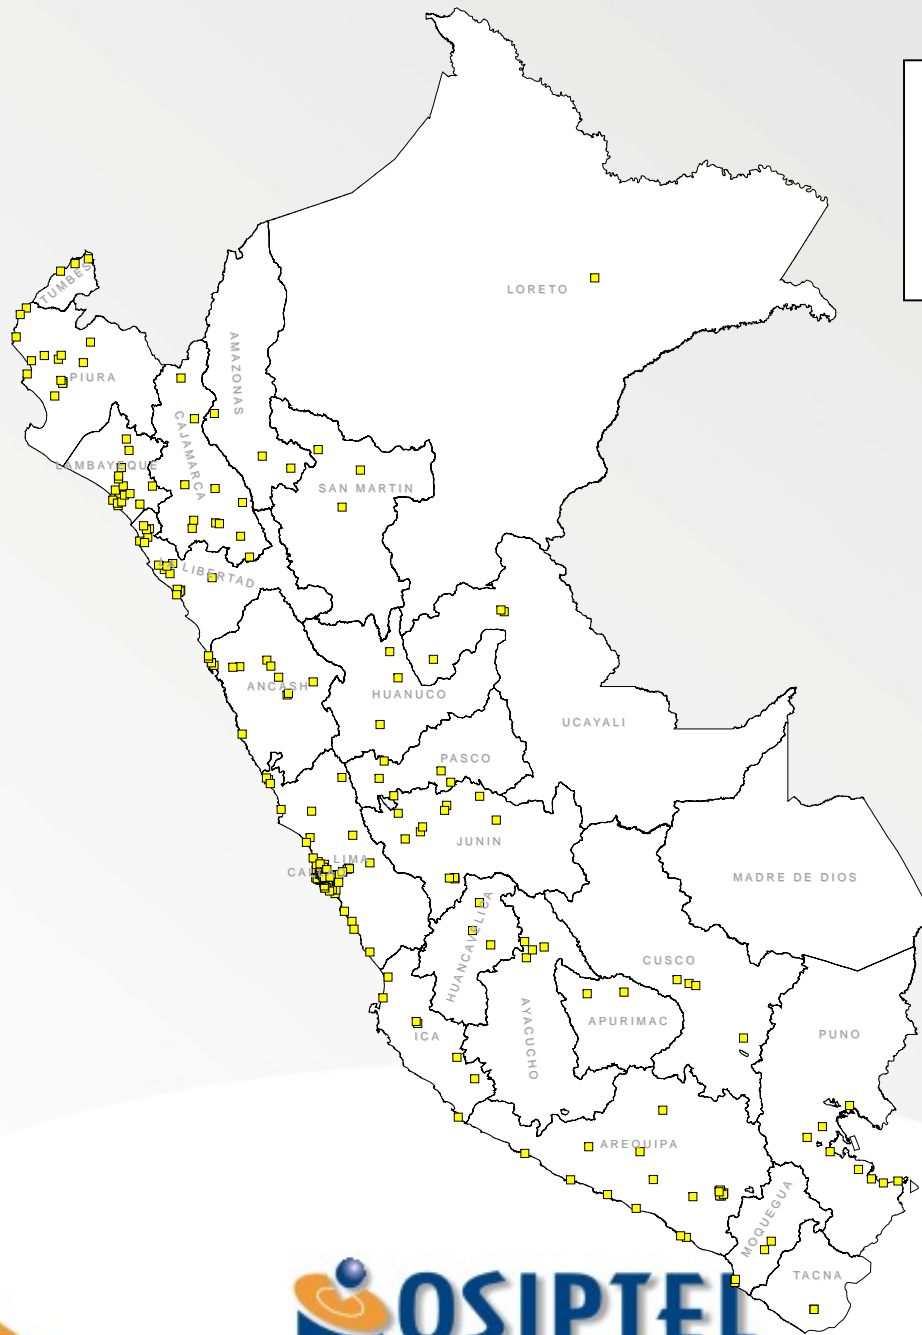 LORETO
TUMBES
AMAZONAS
PIURA
CAJAMARCA
LAMBAYEQUE
SAN MARTIN
LA LIBERTAD
ANCASH
HUANUCO
UCAYALI
PASCO
JUNIN
LIMA
CALLAO
MADRE DE DIOS
HUANCAVELICA
CUSCO
AYACUCHO
APURIMAC
PUNO
ICA
AREQUIPA
MOQUEGUA
TACNA
OSIPTEL